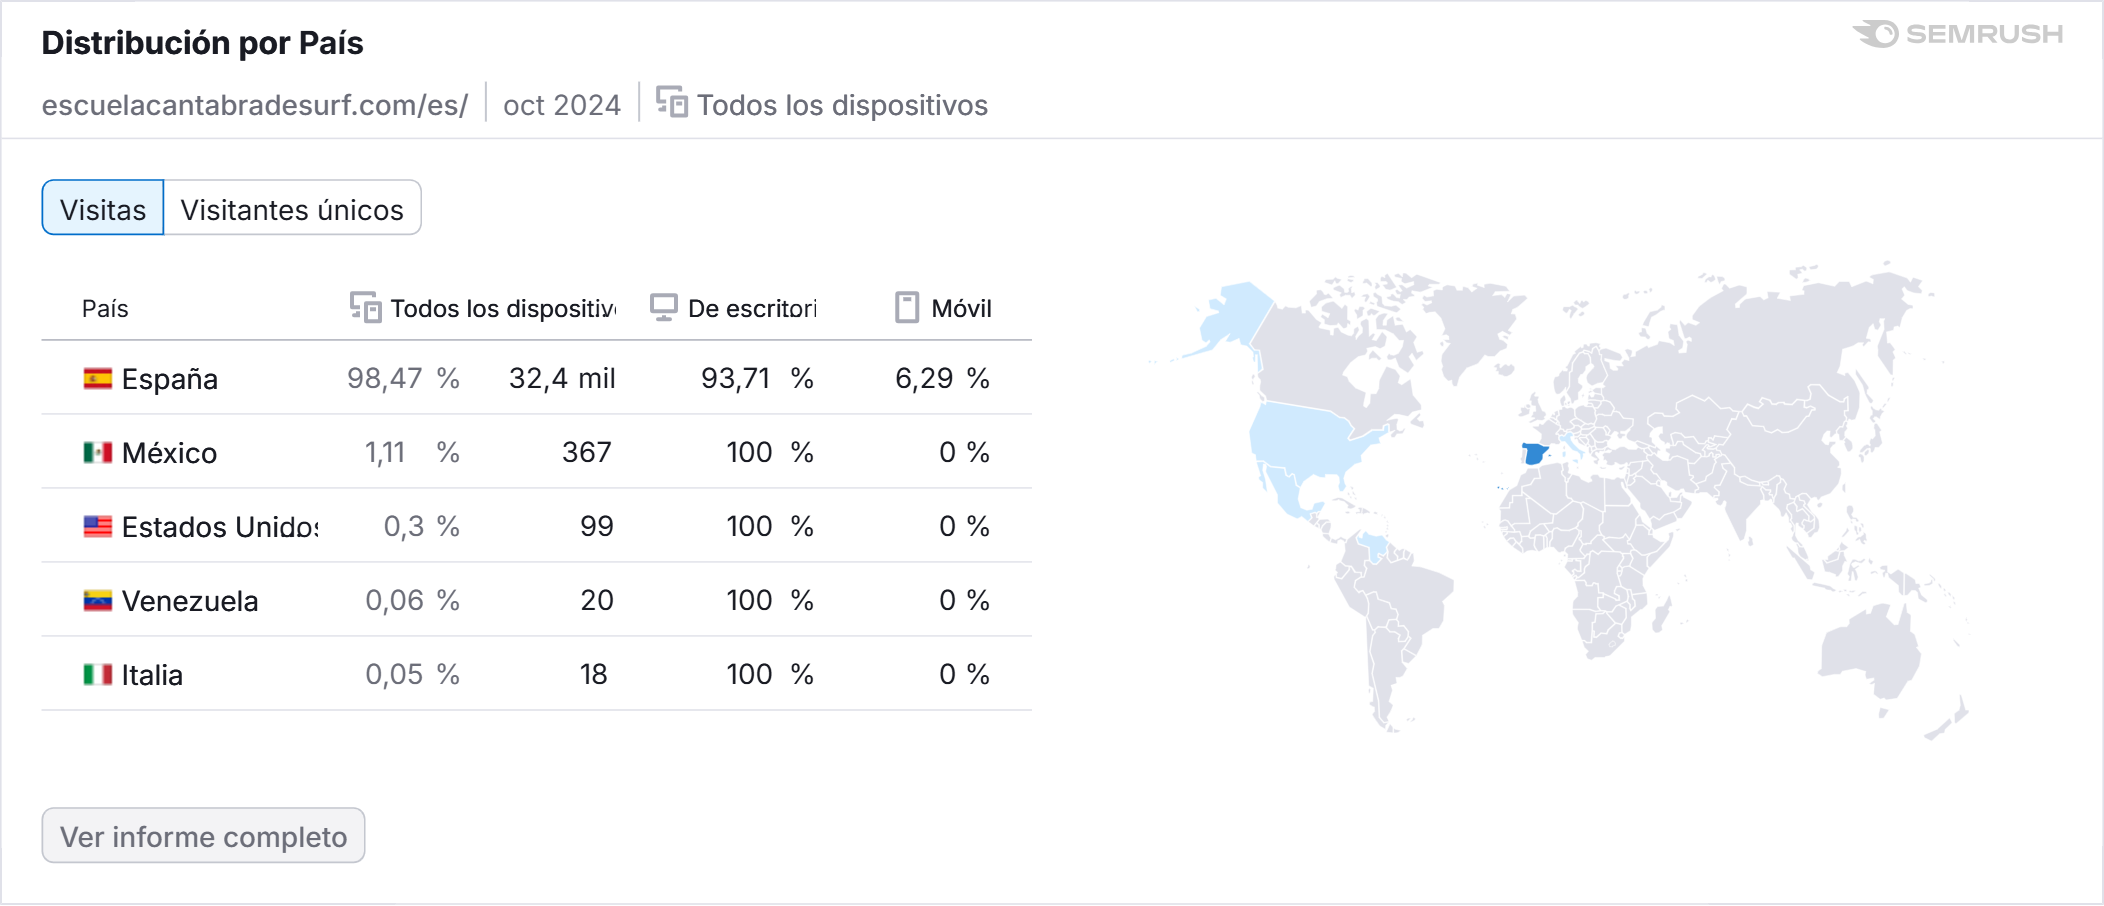 Distribución por País
SEMRUSH
escuelacantabradesurf.com/es/ oct 2024 Todos los dispositivos
Visitas Visitantes únicos
País Todos los dispositiv De escritori Móvil
España 98,47 % 32,4 mil 93,71 % 6,29 %
México 1,11 % 367 100 % 0 %
Estados Unidos 0,3 % 99 100 % 0 %
Venezuela 0,06 % 20 100 % 0 %
Italia 0,05 % 18 100 % 0 %
Ver informe completo